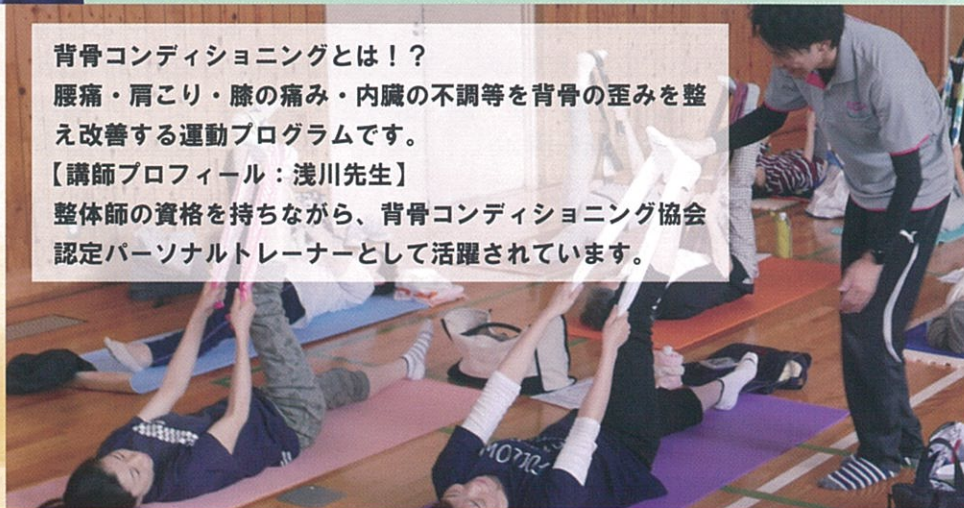 背骨コンディショニングとは！？
腰痛・肩こり・膝の痛み・内臓の不調等を背骨の歪みを整
え改善する運動プログラムです。
【講師プロフィール：浅川先生】
整体師の資格を持ちながら、背骨コンディショニング協会
認定パーソナルトレーナーとして活躍されています。
FOLLOW